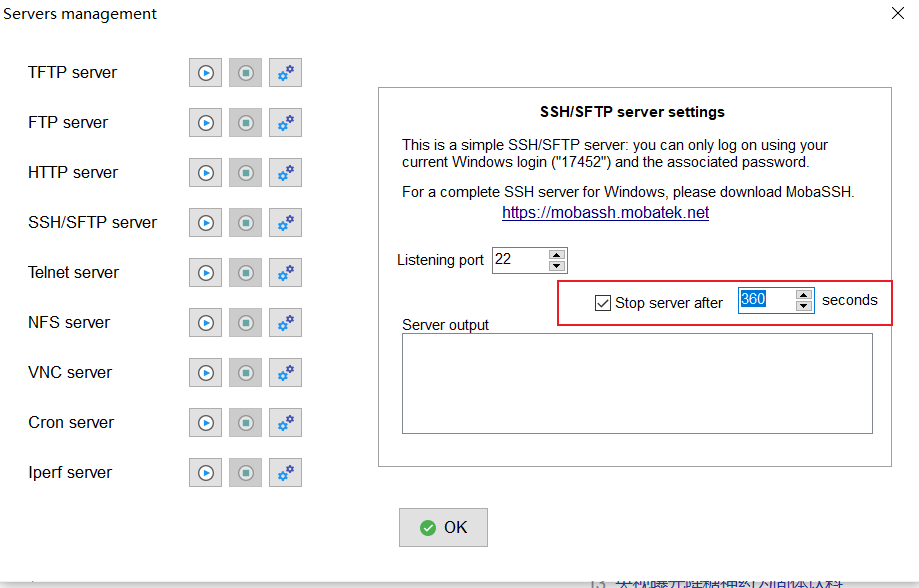 Servers management
TFTP server
FTP server
HTTP server
SSH/SFTP server
Telnet server
NFS server
VNC server
Cron server
Iperf server
SSH/SFTP server settings
This is a simple SSH/SFTP server: you can only log on using your
current Windows login ("17452") and the associated password.
For a complete SSH server for Windows, please download MobaSSH.
https://mobassh.mobatek.net
Listening port 22
Stop server after 360 seconds
Server output
OK